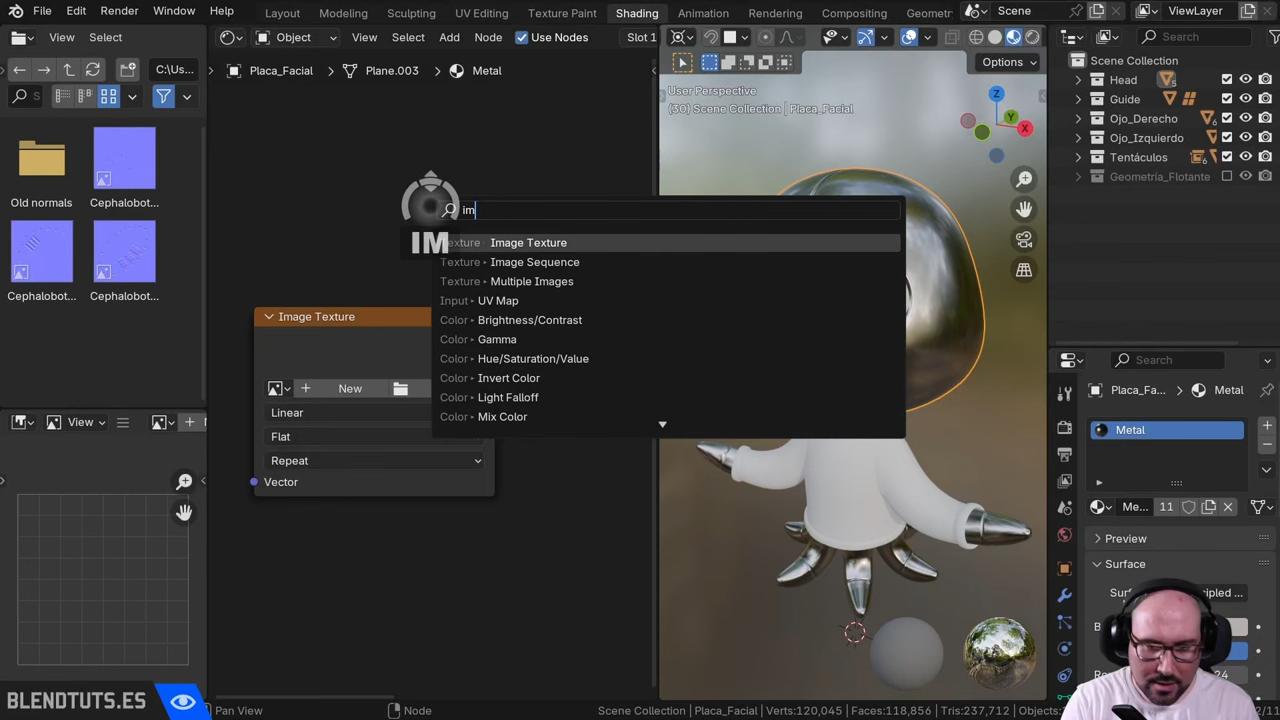 File Edit Render Window Help
Layout Modeling Sculpting UV Editing Texture Paint Shading Animation Rendering Compositing Geometr
Scene
ViewLayer
View Select
Object
View Select Add Node Use Nodes Slot 1
Search
C:\Us...
S
Placa_Facial
Plane.003
Metal
Options
User Perspective
(30) Scene Collection | Placa_Facial
Z
Y
X
Scene Collection
Head 5
Guide
Ojo_Derecho 6
Ojo_Izquierdo
Tentáculos 6
Geometría_Flotante
Old normals
Cephalobot...
Cephalobot...
Cephalobot...
im
IM
Texture Image Texture
Texture Image Sequence
Texture Multiple Images
Input UV Map
Color Brightness/Contrast
Color Gamma
Color Hue/Saturation/Value
Color Invert Color
Color Light Falloff
Color Mix Color
Image Texture
New
Linear
Flat
Repeat
Vector
View
Search
Placa_Fa...
Metal
Metal
Me... 11
Preview
Surface
BLENDTUTS.ES
Pan View
Node
Scene Collection | Placa_Facial
Verts:120,045
Faces:118,856
Tris:237,712